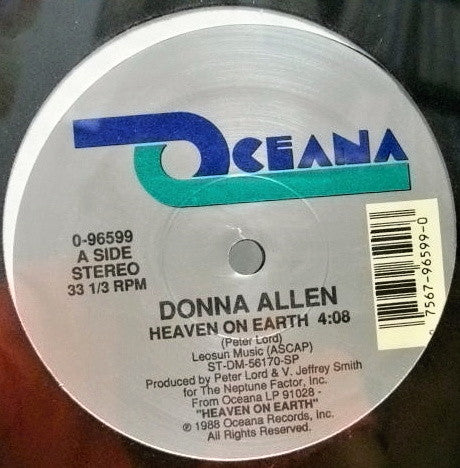 OCEANA
0-96599
A SIDE
STEREO
33 1/3 RPM
7567-96599-0
DONNA ALLEN
HEAVEN ON EARTH 4:08
(Peter Lord)
Leosun Music (ASCAP)
ST-DM-56170-SP
Produced by Peter Lord & V. Jeffrey Smith
for The Neptune Factor, Inc.
From Oceana LP 91028 -
"HEAVEN ON EARTH"
℗ 1988 Oceana Records, Inc.
All Rights Reserved.